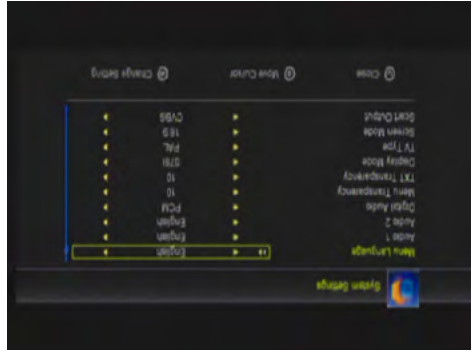 System Settings
Menu Language English
Audio 1 English
Audio 2 English
Digital Audio PCM
Menu Transparency 10
TXT Transparency 10
Display Mode 576i
TV Type PAL
Screen Mode 16:9
Scart Output CVBS
Close Move Cursor Change Setting